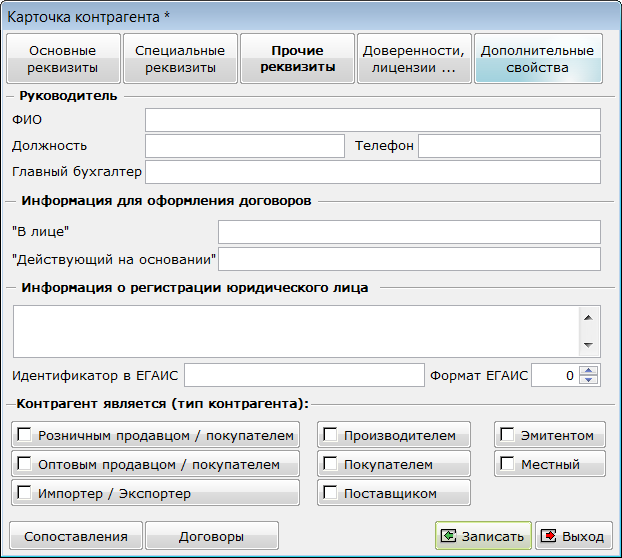 Карточка контрагента *
Основные реквизиты
Специальные реквизиты
Прочие реквизиты
Доверенности, лицензии ...
Дополнительные свойства
Руководитель
ФИО
Должность
Телефон
Главный бухгалтер
Информация для оформления договоров
"В лице"
"Действующий на основании"
Информация о регистрации юридического лица
Идентификатор в ЕГАИС
Формат ЕГАИС 0
Контрагент является (тип контрагента):
Розничным продавцом / покупателем
Производителем
Эмитентом
Оптовым продавцом / покупателем
Покупателем
Местный
Импортер / Экспортер
Поставщиком
Сопоставления
Договоры
Записать
Выход